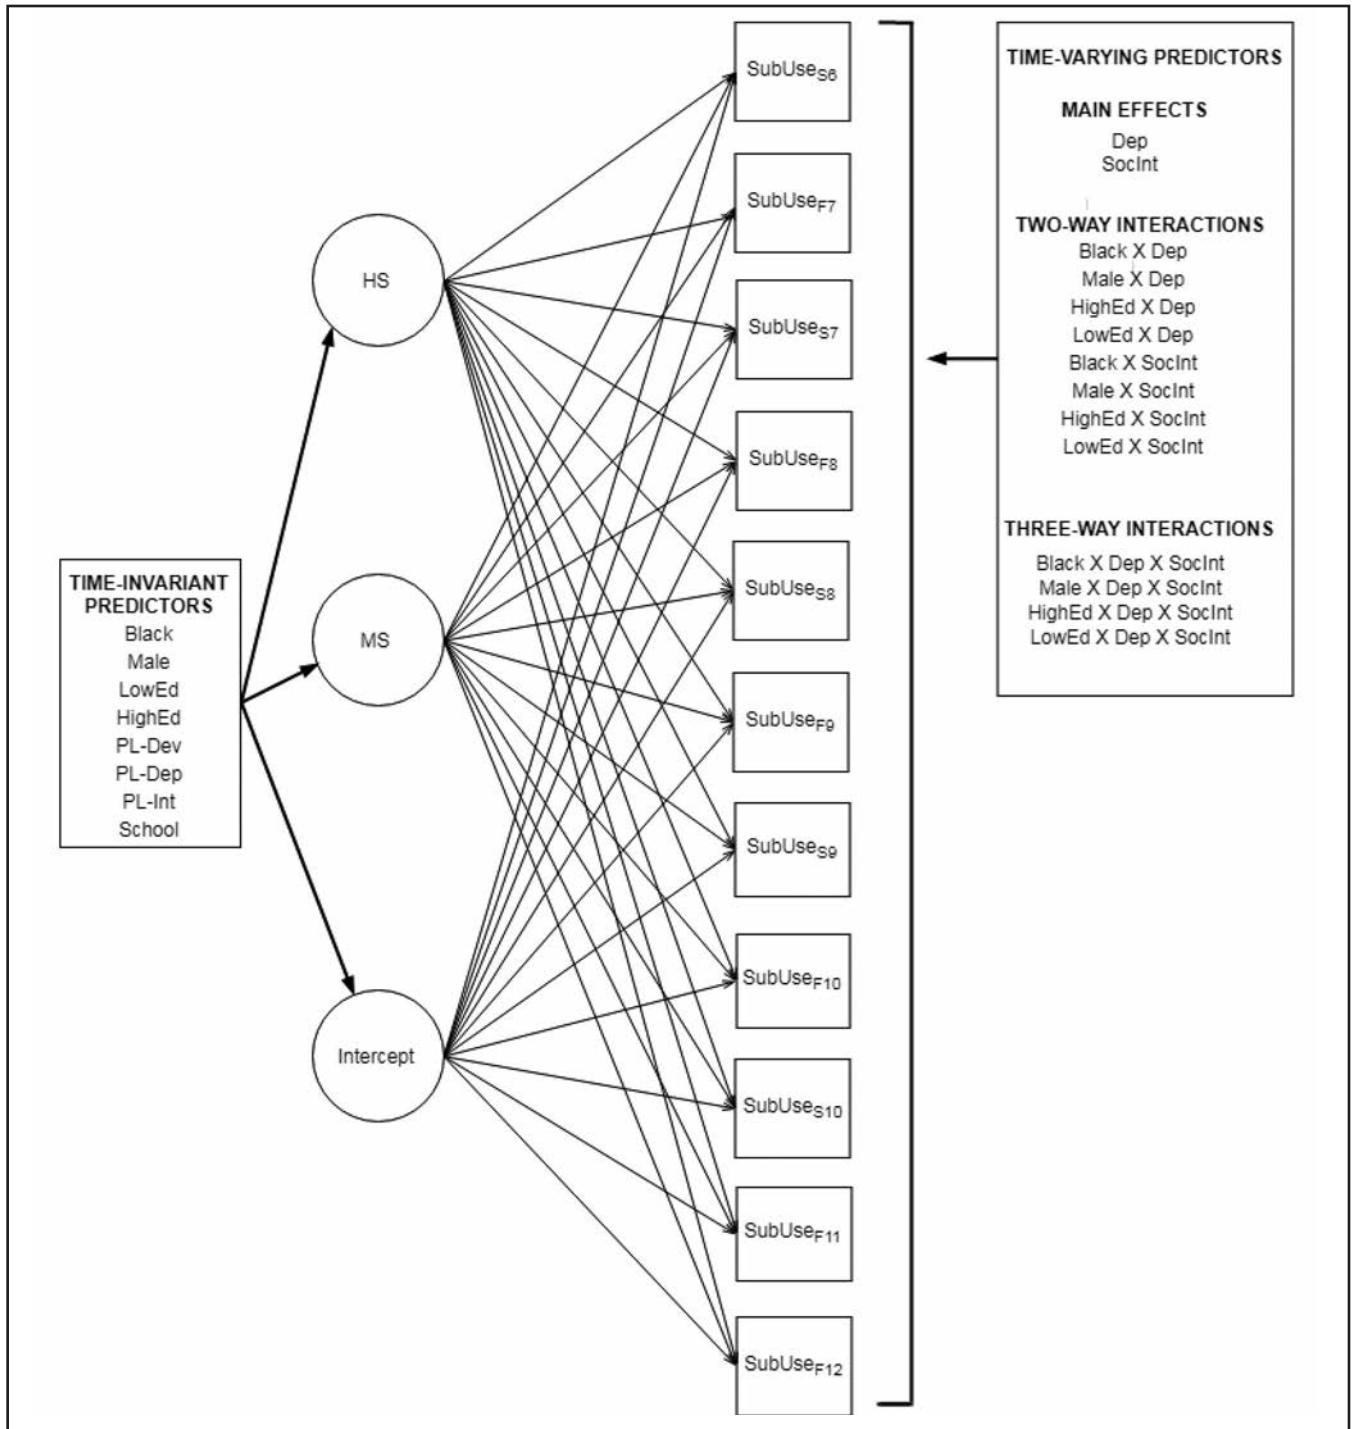 SubUseS6
SubUseF7
SubUseS7
SubUseF8
SubUseS8
SubUseF9
SubUseS9
SubUseF10
SubUseS10
SubUseF11
SubUseF12
HS
MS
Intercept
TIME-INVARIANT
PREDICTORS
Black
Male
LowEd
HighEd
PL-Dev
PL-Dep
PL-Int
School
TIME-VARYING PREDICTORS
MAIN EFFECTS
Dep
SocInt
TWO-WAY INTERACTIONS
Black X Dep
Male X Dep
HighEd X Dep
LowEd X Dep
Black X SocInt
Male X SocInt
HighEd X SocInt
LowEd X SocInt
THREE-WAY INTERACTIONS
Black X Dep X SocInt
Male X Dep X SocInt
HighEd X Dep X SocInt
LowEd X Dep X SocInt